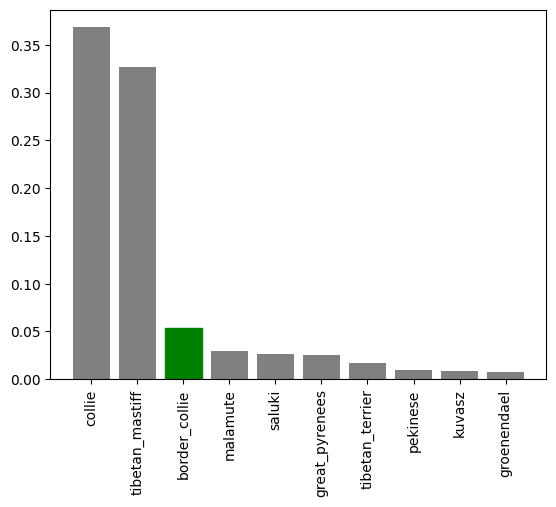 0.35
0.30
0.25
0.20
0.15
0.10
0.05
0.00
collie
tibetan_mastiff
border_collie
malamute
saluki
great_pyrenees
tibetan_terrier
pekinese
kuvasz
groenendael